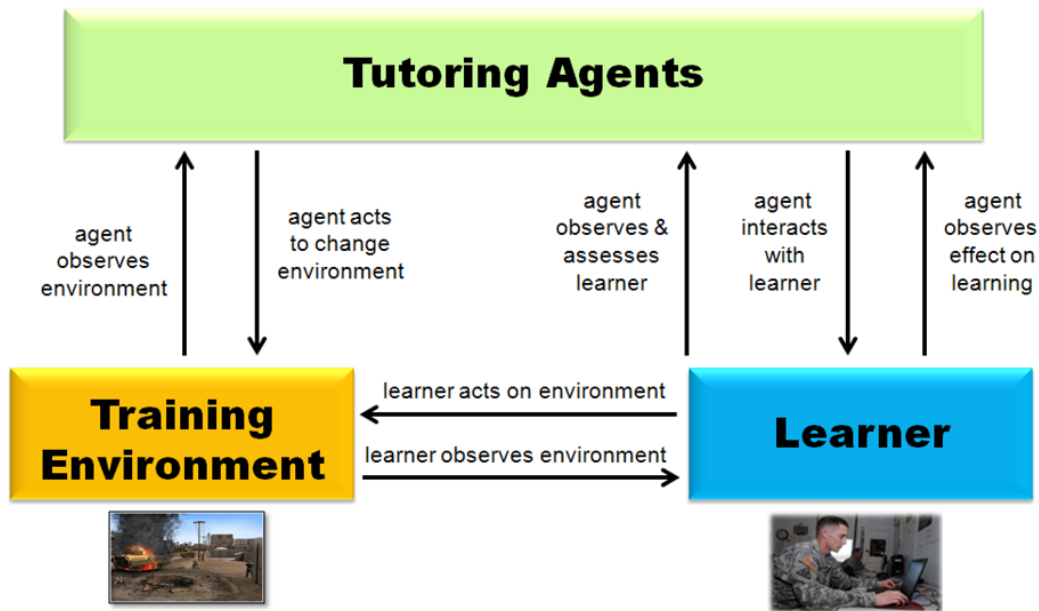 Tutoring Agents
agent
observes
environment
agent acts
to change
environment
agent
observes &
assesses
learner
agent
interacts
with
learner
agent
observes
effect on
learning
learner acts on environment
learner observes environment
Training
Environment
Learner